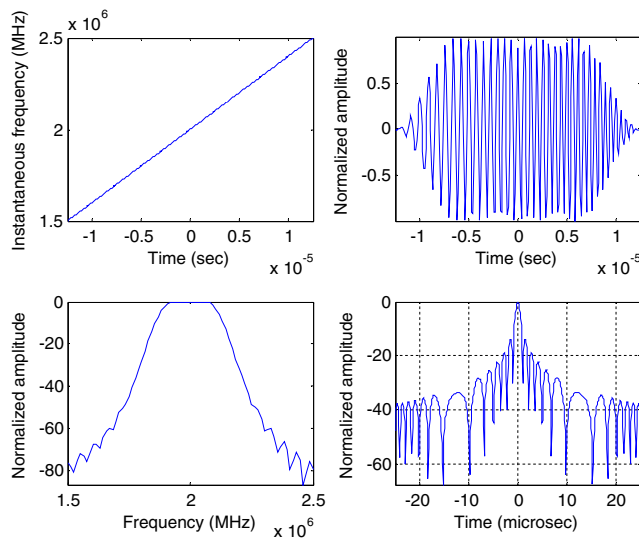 x 10^6
2.5
2
1.5
Instantaneous frequency (MHz)
-1 -0.5 0 0.5 1
Time (sec)
x 10^-5
0.5
0
-0.5
Normalized amplitude
-1 -0.5 0 0.5 1
Time (sec)
x 10^-5
0
-20
-40
-60
-80
Normalized amplitude
1.5 2 2.5
Frequency (MHz)
x 10^6
0
-20
-40
-60
Normalized amplitude
-20 -10 0 10 20
Time (microsec)